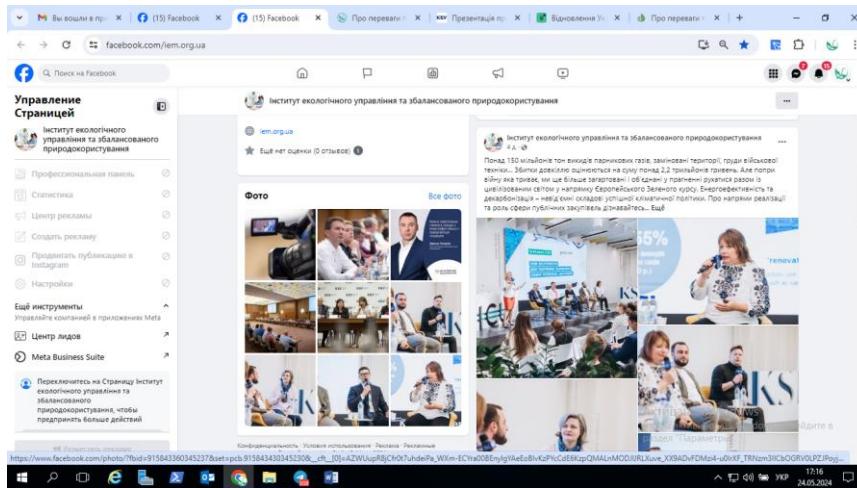 Вы вошли в пр
(15) Facebook
(15) Facebook
Про переваги
Презентація пр
Відновлення У
Про переваги
facebook.com/iem.org.ua
Поиск на Facebook
Управление
Страницей
Інститут екологічного
управління та збалансованого
природокористування
Профессиональная панель
Статистика
Центр рекламы
Создать рекламу
Продвигать публикацию в
Instagram
Настройки
Ещё инструменты
Управляйте компанией в приложениях Meta
Центр лидов
Meta Business Suite
Переключитесь на Страницу Інститут
екологічного управління та
збалансованого
природокористування, чтобы
предпринять больше действий
Інститут екологічного управління та збалансованого природокористування
iem.org.ua
Ещё нет оценки (0 отзывов)
Фото
Все фото
Конфиденциальность · Условия использования · Реклама · Рекламные
Інститут екологічного управління та збалансованого природокористування
4 д.
Понад 150 мільйонів тон викидів парникових газів, заміновані території, груди військової
техніки... Збитки довкіллю оцінюються на суму понад 2,2 трильйонів гривень. Але попри
війну яка триває, ми ще більше загартовані і об'єднані у прагненні рухатися разом із
цивілізованим світом у напрямку Європейського Зеленого курсу. Енергоефективність та
декарбонізація – невід'ємні складові успішної кліматичної політики. Про напрями реалізації
та роль сфери публічних закупівель дізнавайтесь... Ещё
55%
KS
KS
раздел "Параметры
17:16
УКР
24.05.2024